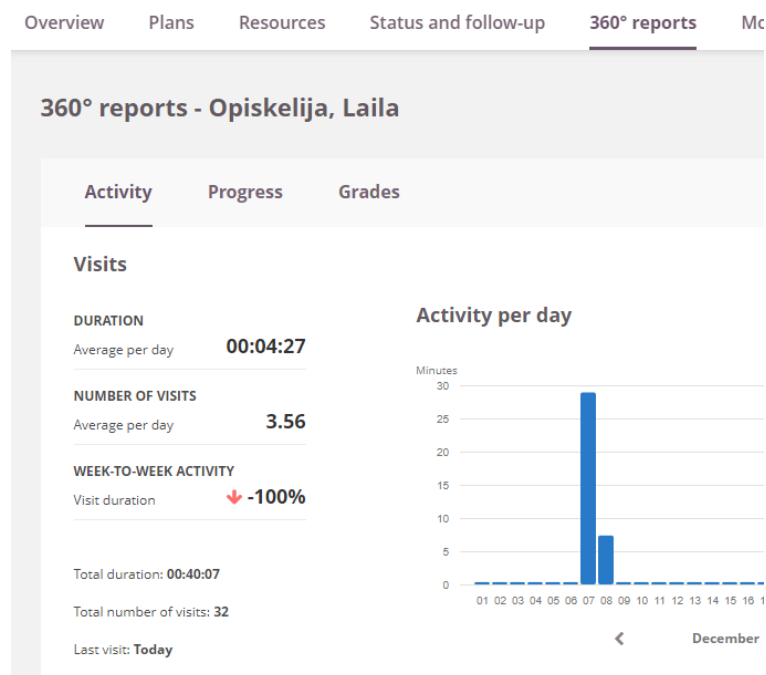 Overview Plans Resources Status and follow-up 360° reports Mo
360° reports - Opiskelija, Laila
Activity Progress Grades
Visits
DURATION
Average per day 00:04:27
NUMBER OF VISITS
Average per day 3.56
WEEK-TO-WEEK ACTIVITY
Visit duration -100%
Total duration: 00:40:07
Total number of visits: 32
Last visit: Today
Activity per day
Minutes
30
25
20
15
10
5
0
01 02 03 04 05 06 07 08 09 10 11 12 13 14 15 16
December